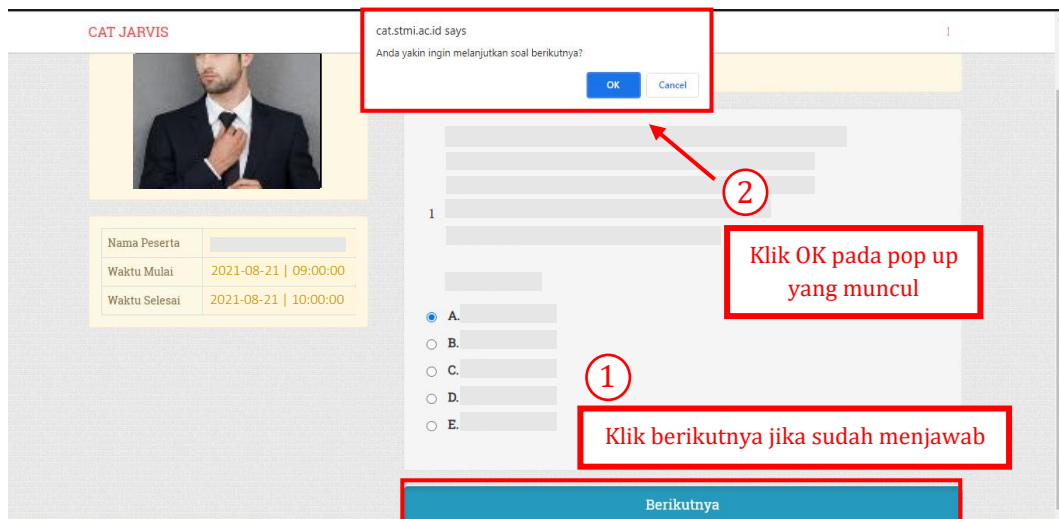 CAT JARVIS
cat.stmi.ac.id says
Anda yakin ingin melanjutkan soal berikutnya?
OK
Cancel
2
Klik OK pada pop up
yang muncul
Nama Peserta
Waktu Mulai
2021-08-21 | 09:00:00
Waktu Selesai
2021-08-21 | 10:00:00
1
A.
B.
C.
D.
E.
1
Klik berikutnya jika sudah menjawab
Berikutnya